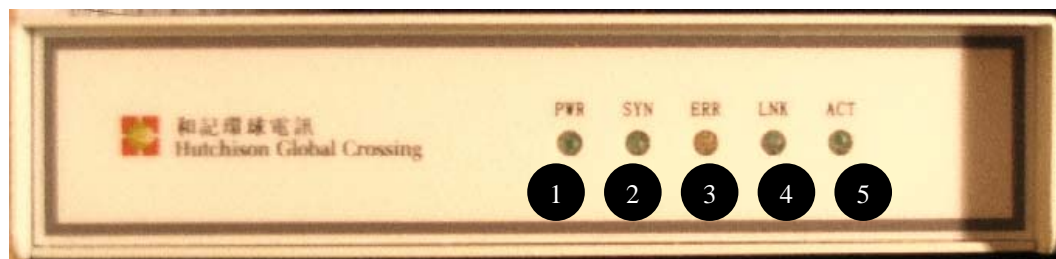 PWR SYN ERR LNK ACT
和記環球電訊
Hutchison Global Crossing
1 2 3 4 5